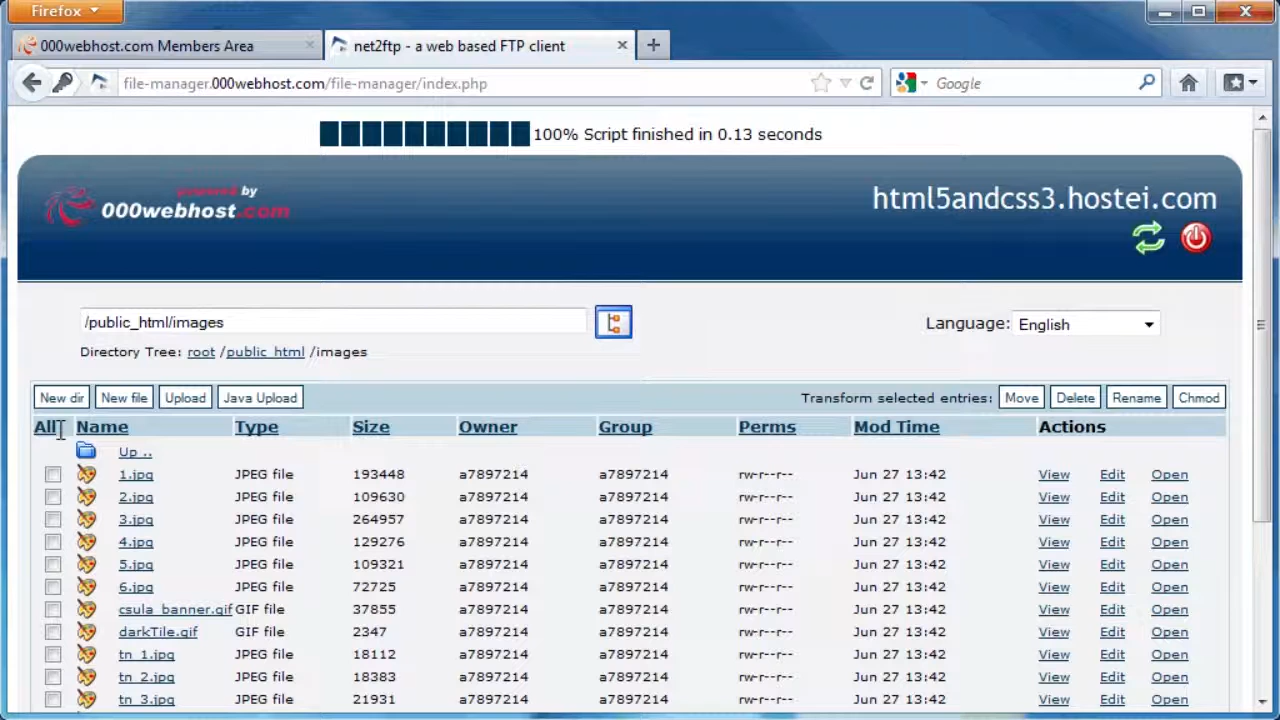 Firefox
000webhost.com Members Area
net2ftp - a web based FTP client
file-manager.000webhost.com/file-manager/index.php
Google
100% Script finished in 0.13 seconds
powered by
000webhost.com
html5andcss3.hostei.com
/public_html/images
Language: English
Directory Tree: root /public_html /images
New dir New file Upload Java Upload Transform selected entries: Move Delete Rename Chmod
All Name Type Size Owner Group Perms Mod Time Actions
Up ..
1.jpg JPEG file 193448 a7897214 a7897214 rw-r--r-- Jun 27 13:42 View Edit Open
2.jpg JPEG file 109630 a7897214 a7897214 rw-r--r-- Jun 27 13:42 View Edit Open
3.jpg JPEG file 264957 a7897214 a7897214 rw-r--r-- Jun 27 13:42 View Edit Open
4.jpg JPEG file 129276 a7897214 a7897214 rw-r--r-- Jun 27 13:42 View Edit Open
5.jpg JPEG file 109321 a7897214 a7897214 rw-r--r-- Jun 27 13:42 View Edit Open
6.jpg JPEG file 72725 a7897214 a7897214 rw-r--r-- Jun 27 13:42 View Edit Open
csula_banner.gif GIF file 37855 a7897214 a7897214 rw-r--r-- Jun 27 13:42 View Edit Open
darkTile.gif GIF file 2347 a7897214 a7897214 rw-r--r-- Jun 27 13:42 View Edit Open
tn_1.jpg JPEG file 18112 a7897214 a7897214 rw-r--r-- Jun 27 13:42 View Edit Open
tn_2.jpg JPEG file 18383 a7897214 a7897214 rw-r--r-- Jun 27 13:42 View Edit Open
tn_3.jpg JPEG file 21931 a7897214 a7897214 rw-r--r-- Jun 27 13:42 View Edit Open